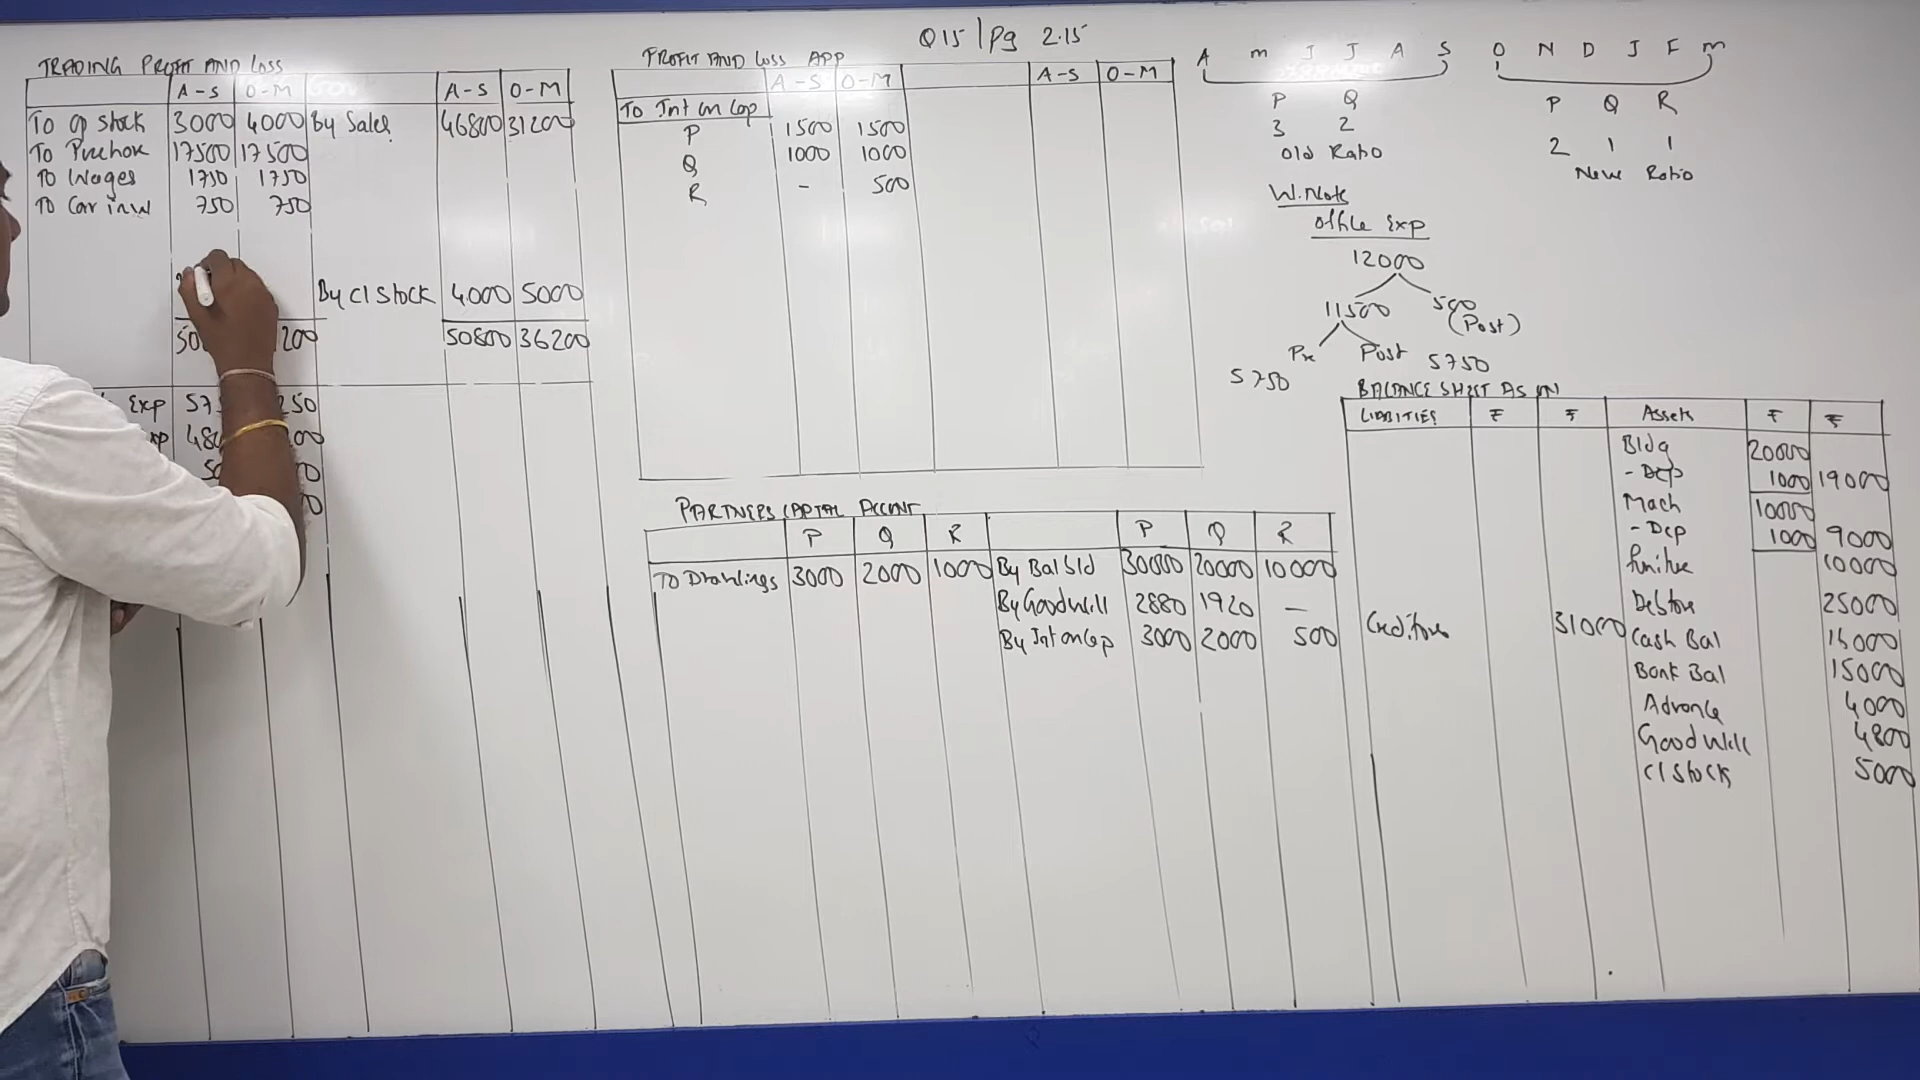 Q15 | Pg 2.15
TRADING PROFIT AND LOSS
A-S O-M A-S O-M
To op stock 3000 4000 By Sales 46800 31200
To Purchase 17500 17500
To Wages 1750 1750
To Car inw 750 750
By Cl Stock 4000 5000
200 50800 36200
Exp
PROFIT AND LOSS APP
A-S O-M A-S O-M
To Int on Cap
P 1500 1500
Q 1000 1000
R - 500
A M J J A S O N D J F M
P Q
3 2
Old Ratio
P Q R
2 1 1
New Ratio
W.Note
Office Exp
12000
11500 500
(Post)
Pre Post
5750 5750
PARTNERS CAPITAL ACCONT
P Q R P Q R
To Drawings 3000 2000 1000 By Bal b/d 30000 20000 10000
By Goodwill 2880 1920 -
By Int on Cap 3000 2000 500
BALANCE SHEET AS ON
LIABITIES ₹ ₹ Assets ₹ ₹
Bldg 20000
- Dep 1000 19000
Mach 10000
- Dep 1000 9000
Funitue 10000
Debtors 25000
Creditors 31000 Cash Bal
Bank Bal 15000
Advance 4000
Goodwill 4800
Cl Stock 5000